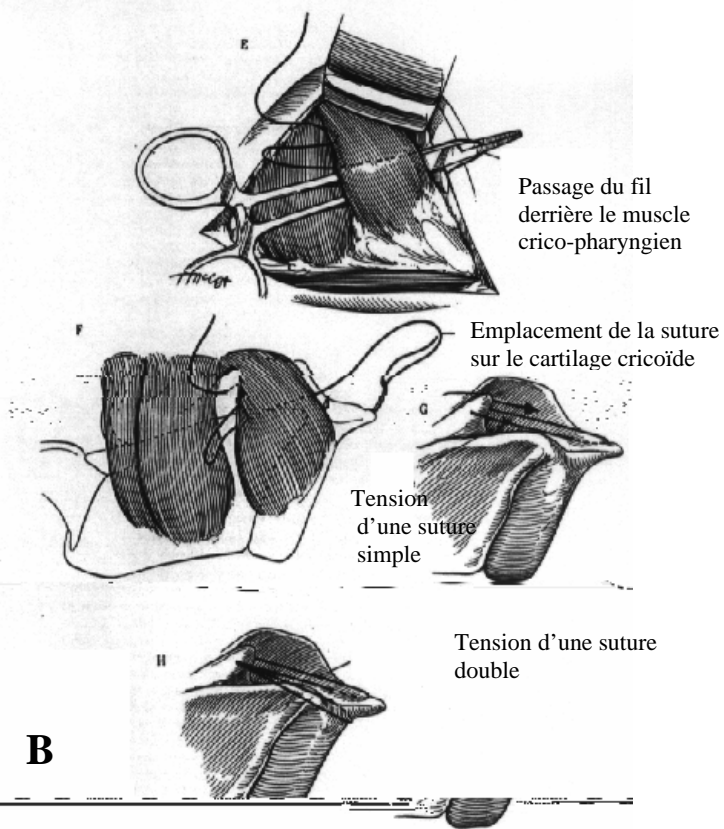 E
Passage du fil
derrière le muscle
crico-pharyngien
F
Emplacement de la suture
sur le cartilage cricoïde
G
Tension
d’une suture
simple
H
Tension d’une suture
double
B